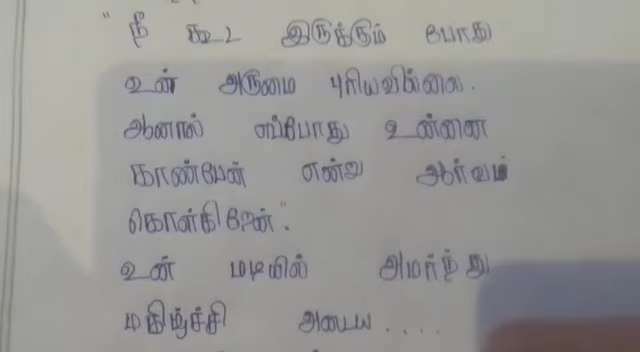 "நீ கூட இருக்கும் போது
உன் அருமை புரியவில்லை.
ஆனால் எப்போது உன்னை
காண்பேன் என்று ஆர்வம்
கொள்கிறேன்".
உன் மடியில் அமர்ந்து
மகிழ்ச்சி அடைய ....